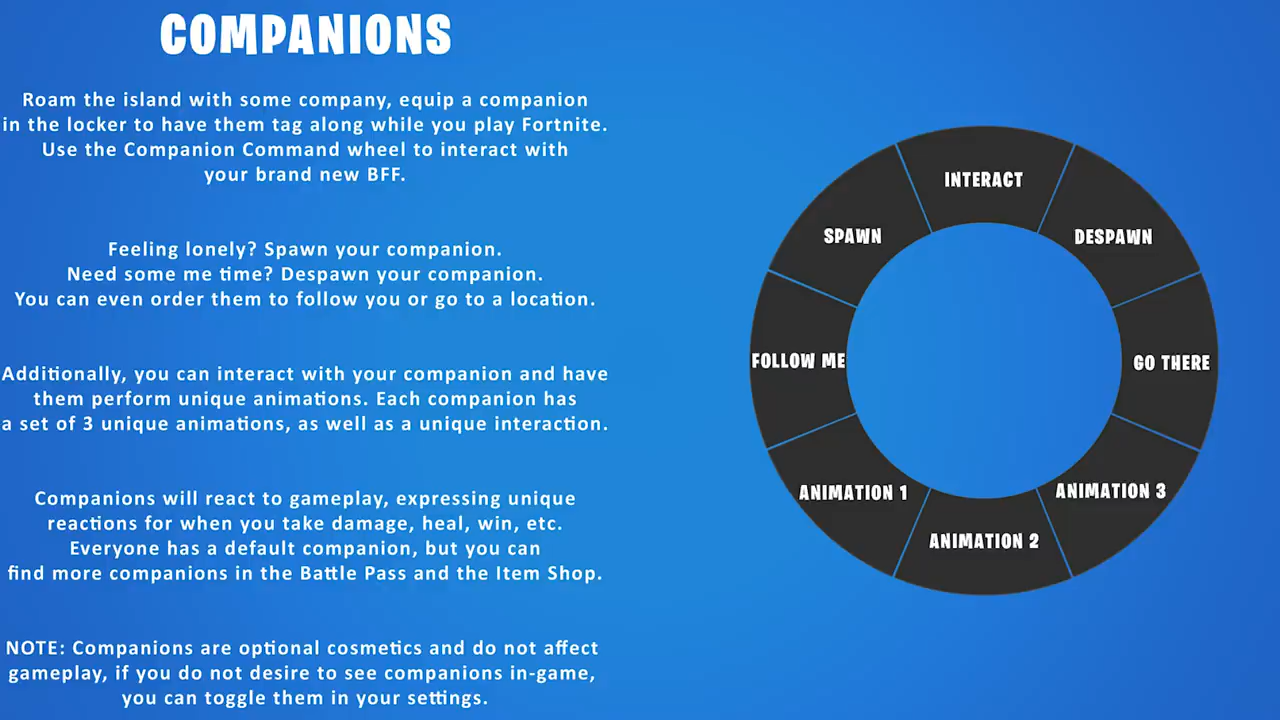 COMPANIONS
Roam the island with some company, equip a companion
in the locker to have them tag along while you play Fortnite.
Use the Companion Command wheel to interact with
your brand new BFF.
Feeling lonely? Spawn your companion.
Need some me time? Despawn your companion.
You can even order them to follow you or go to a location.
Additionally, you can interact with your companion and have
them perform unique animations. Each companion has
a set of 3 unique animations, as well as a unique interaction.
Companions will react to gameplay, expressing unique
reactions for when you take damage, heal, win, etc.
Everyone has a default companion, but you can
find more companions in the Battle Pass and the Item Shop.
NOTE: Companions are optional cosmetics and do not affect
gameplay, if you do not desire to see companions in-game,
you can toggle them in your settings.
INTERACT
SPAWN
DESPAWN
FOLLOW ME
GO THERE
ANIMATION 1
ANIMATION 3
ANIMATION 2